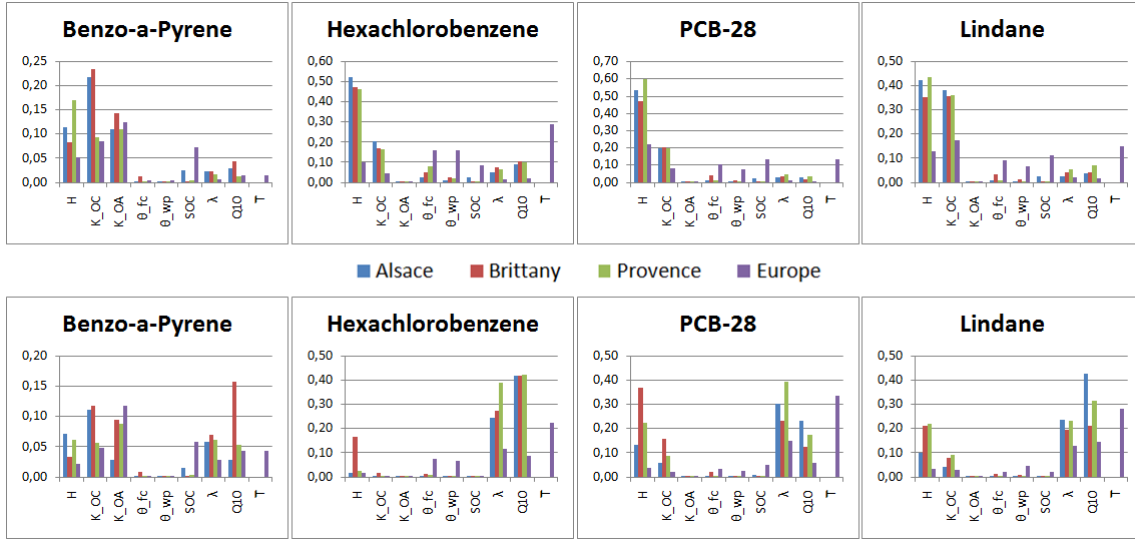 Benzo-a-Pyrene
0,25
0,20
0,15
0,10
0,05
0,00
H K_OC K_OA θ_fc θ_wp SOC λ Q10 T
Hexachlorobenzene
0,60
0,50
0,40
0,30
0,20
0,10
0,00
H K_OC K_OA θ_fc θ_wp SOC λ Q10 T
PCB-28
0,70
0,60
0,50
0,40
0,30
0,20
0,10
0,00
H K_OC K_OA θ_fc θ_wp SOC λ Q10 T
Lindane
0,50
0,40
0,30
0,20
0,10
0,00
H K_OC K_OA θ_fc θ_wp SOC λ Q10 T
Alsace Brittany Provence Europe
Benzo-a-Pyrene
0,20
0,15
0,10
0,05
0,00
H K_OC K_OA θ_fc θ_wp SOC λ Q10 T
Hexachlorobenzene
0,50
0,40
0,30
0,20
0,10
0,00
H K_OC K_OA θ_fc θ_wp SOC λ Q10 T
PCB-28
0,50
0,40
0,30
0,20
0,10
0,00
H K_OC K_OA θ_fc θ_wp SOC λ Q10 T
Lindane
0,50
0,40
0,30
0,20
0,10
0,00
H K_OC K_OA θ_fc θ_wp SOC λ Q10 T